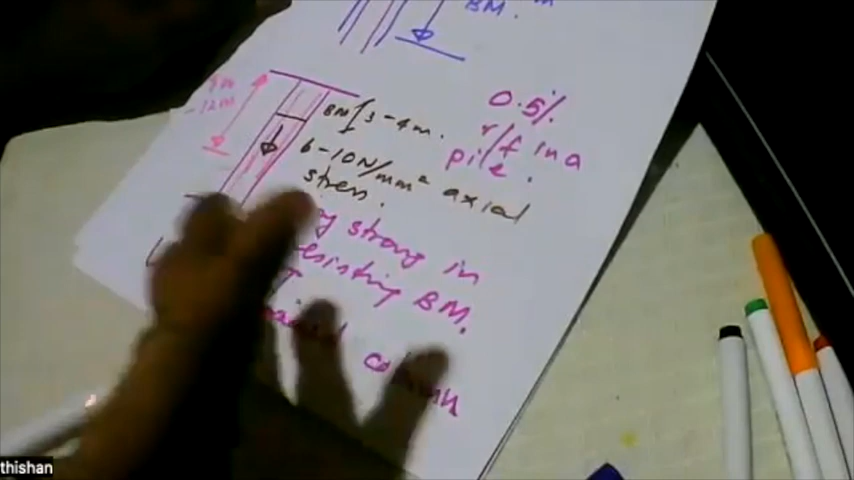 BM.
9m
- 12m
BM 3-4m.
6-10N/mm² axial
stress.
0.5%
r/f in a
pile.
strong in
resisting BM.
thishan